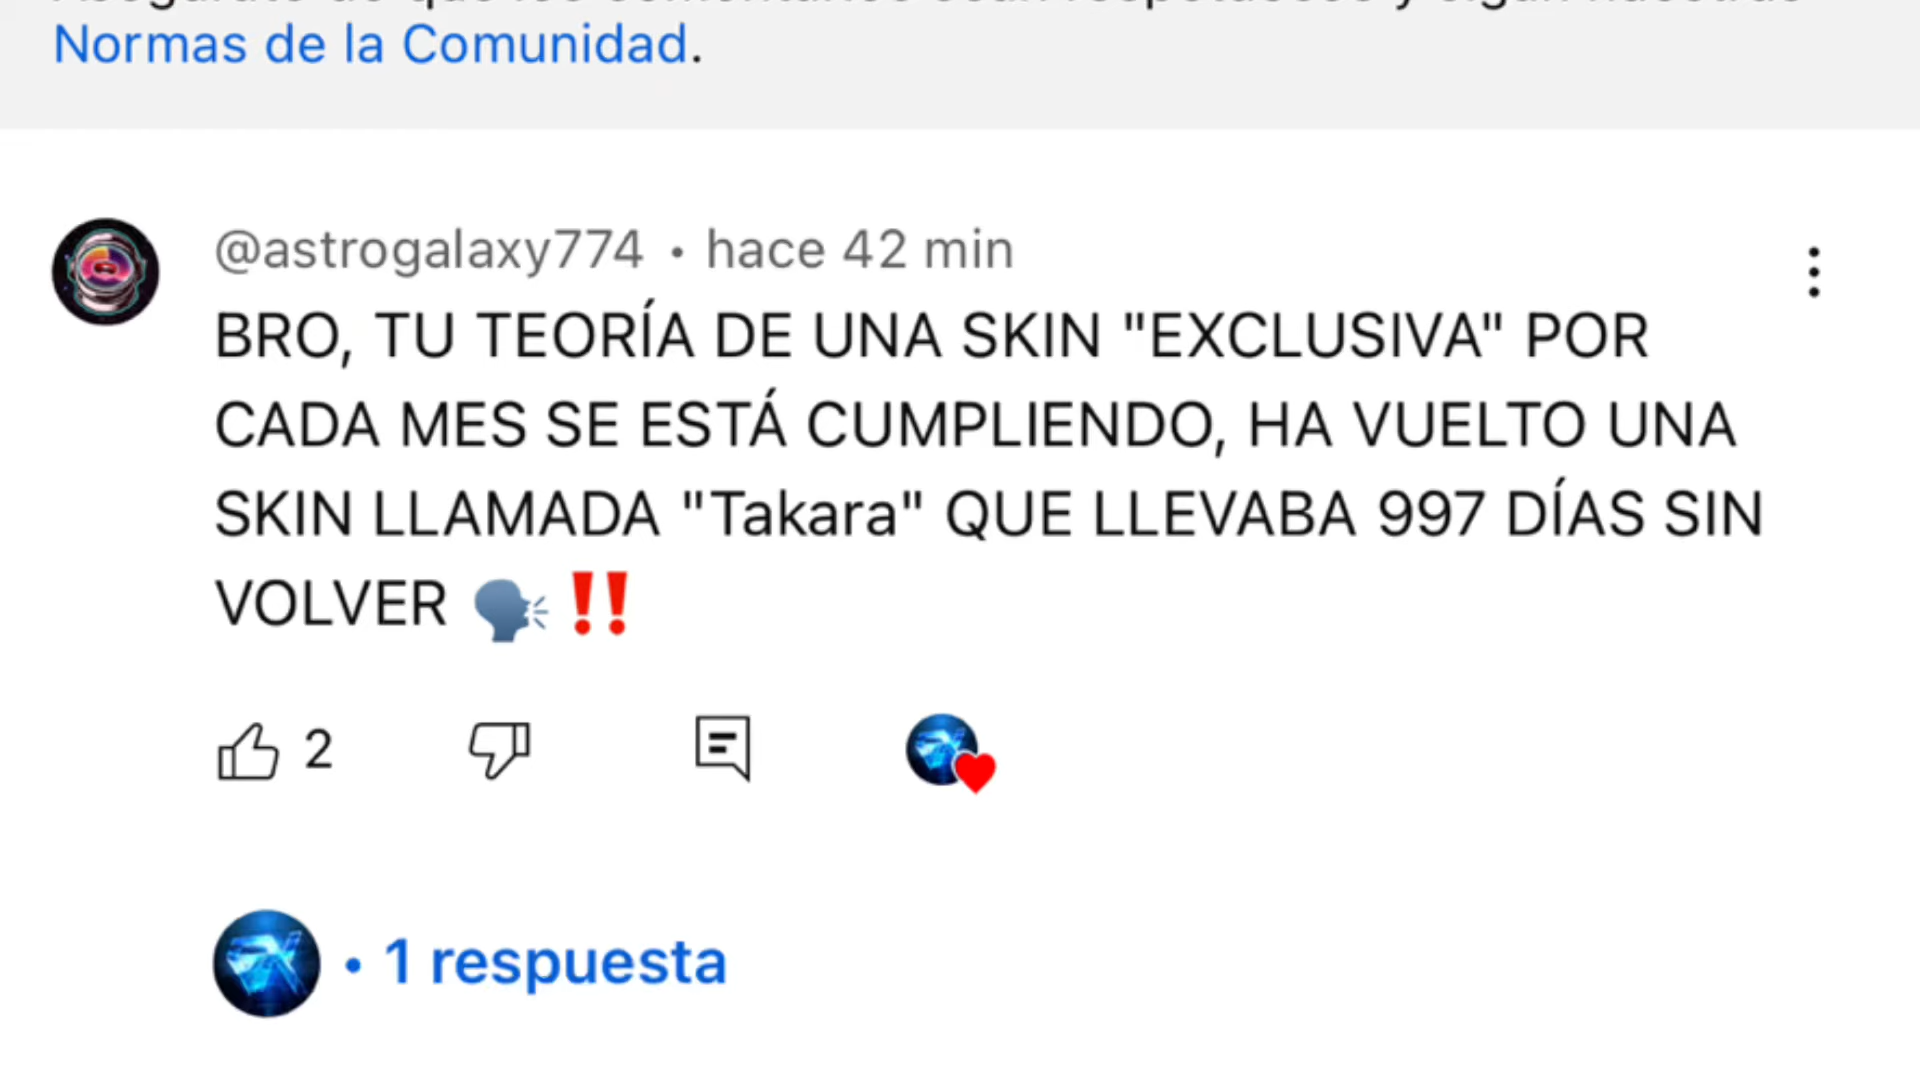 Normas de la Comunidad.
@astrogalaxy774 • hace 42 min
BRO, TU TEORÍA DE UNA SKIN "EXCLUSIVA" POR
CADA MES SE ESTÁ CUMPLIENDO, HA VUELTO UNA
SKIN LLAMADA "Takara" QUE LLEVABA 997 DÍAS SIN
VOLVER 🗣️‼️
2
• 1 respuesta